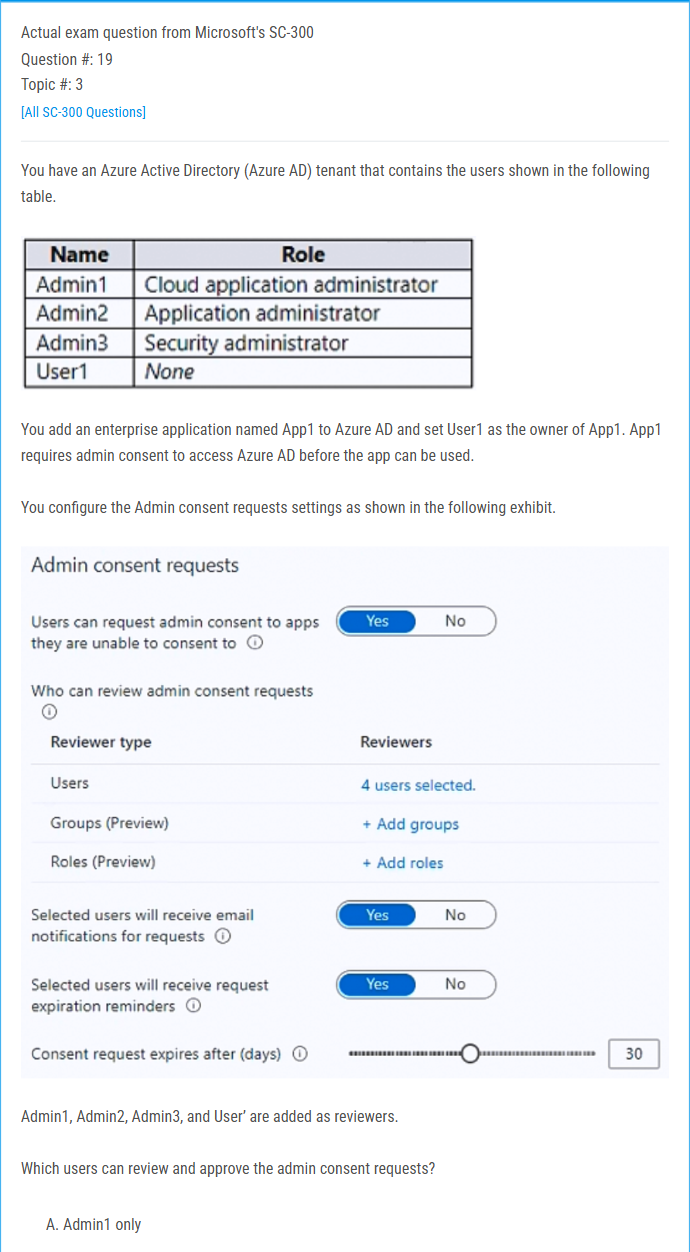 Actual exam question from Microsoft's SC-300
Question #: 19
Topic #: 3
[All SC-300 Questions]
You have an Azure Active Directory (Azure AD) tenant that contains the users shown in the following
table.
Name Role
Admin1 Cloud application administrator
Admin2 Application administrator
Admin3 Security administrator
User1 None
You add an enterprise application named App1 to Azure AD and set User1 as the owner of App1. App1
requires admin consent to access Azure AD before the app can be used.
You configure the Admin consent requests settings as shown in the following exhibit.
Admin consent requests
Users can request admin consent to apps Yes No
they are unable to consent to
Who can review admin consent requests
Reviewer type Reviewers
Users 4 users selected.
Groups (Preview) + Add groups
Roles (Preview) + Add roles
Selected users will receive email Yes No
notifications for requests
Selected users will receive request Yes No
expiration reminders
Consent request expires after (days) 30
Admin1, Admin2, Admin3, and User' are added as reviewers.
Which users can review and approve the admin consent requests?
A. Admin1 only